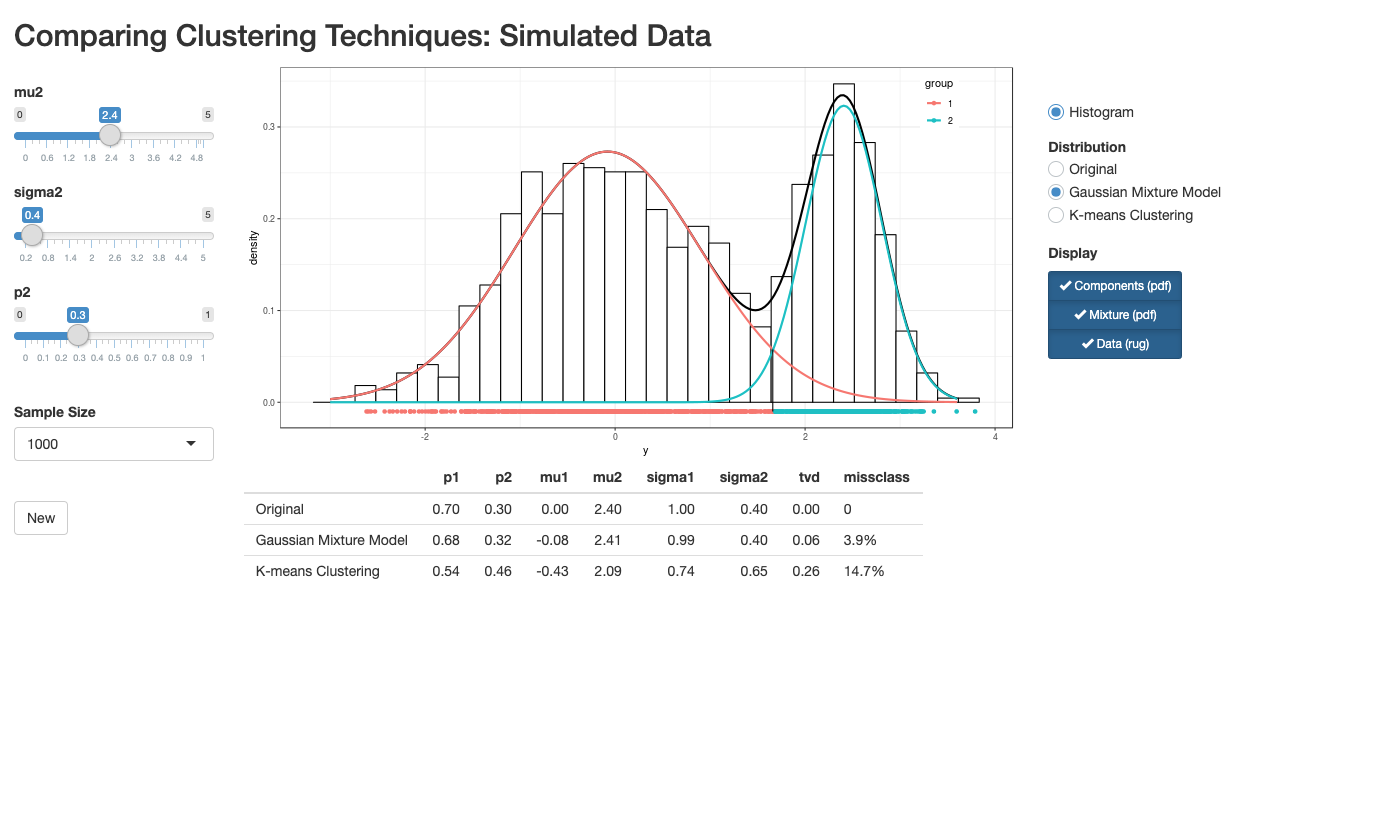 Comparing Clustering Techniques: Simulated Data
mu2
0 2.4 5
0 0.6 1.2 1.8 2.4 3 3.6 4.2 4.8
sigma2
0.4 5
0.2 0.8 1.4 2 2.6 3.2 3.8 4.4 5
p2
0 0.3 1
0 0.1 0.2 0.3 0.4 0.5 0.6 0.7 0.8 0.9 1
Sample Size
1000
New
density
0.3
0.2
0.1
0.0
-2 0 2 4
y
group
1
2
p1 p2 mu1 mu2 sigma1 sigma2 tvd missclass
Original 0.70 0.30 0.00 2.40 1.00 0.40 0.00 0
Gaussian Mixture Model 0.68 0.32 -0.08 2.41 0.99 0.40 0.06 3.9%
K-means Clustering 0.54 0.46 -0.43 2.09 0.74 0.65 0.26 14.7%
Histogram
Distribution
Original
Gaussian Mixture Model
K-means Clustering
Display
Components (pdf)
Mixture (pdf)
Data (rug)